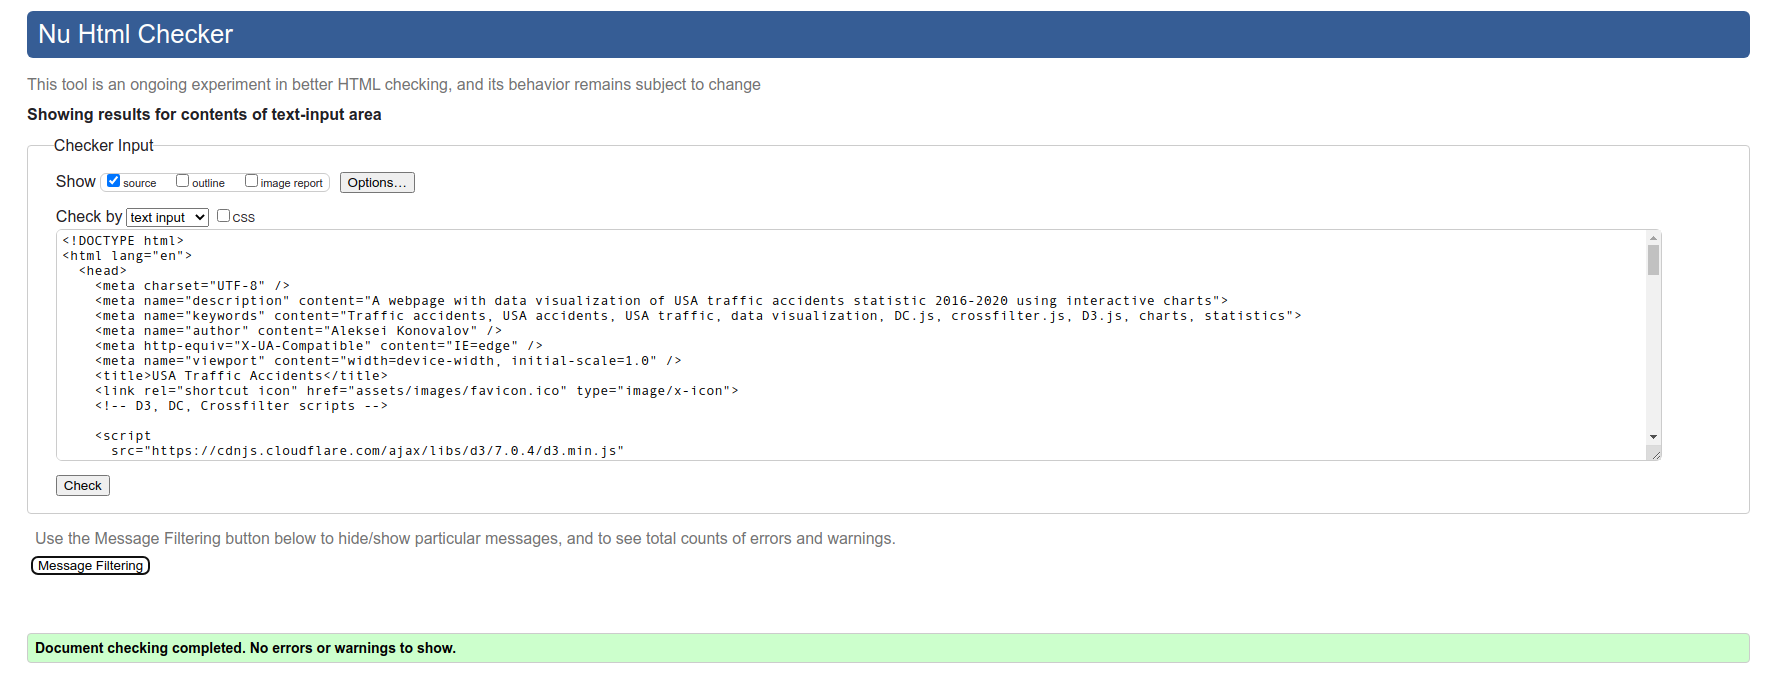 Nu Html Checker
This tool is an ongoing experiment in better HTML checking, and its behavior remains subject to change
Showing results for contents of text-input area
Checker Input
Show source outline image report Options...
Check by text input CSS
<!DOCTYPE html>
<html lang="en">
<head>
<meta charset="UTF-8" />
<meta name="description" content="A webpage with data visualization of USA traffic accidents statistic 2016-2020 using interactive charts">
<meta name="keywords" content="Traffic accidents, USA accidents, USA traffic, data visualization, DC.js, crossfilter.js, D3.js, charts, statistics">
<meta name="author" content="Aleksei Konovalov" />
<meta http-equiv="X-UA-Compatible" content="IE=edge" />
<meta name="viewport" content="width=device-width, initial-scale=1.0" />
<title>USA Traffic Accidents</title>
<link rel="shortcut icon" href="assets/images/favicon.ico" type="image/x-icon">
<!-- D3, DC, Crossfilter scripts -->
<script
src="https://cdnjs.cloudflare.com/ajax/libs/d3/7.0.4/d3.min.js"
Check
Use the Message Filtering button below to hide/show particular messages, and to see total counts of errors and warnings.
Message Filtering
Document checking completed. No errors or warnings to show.